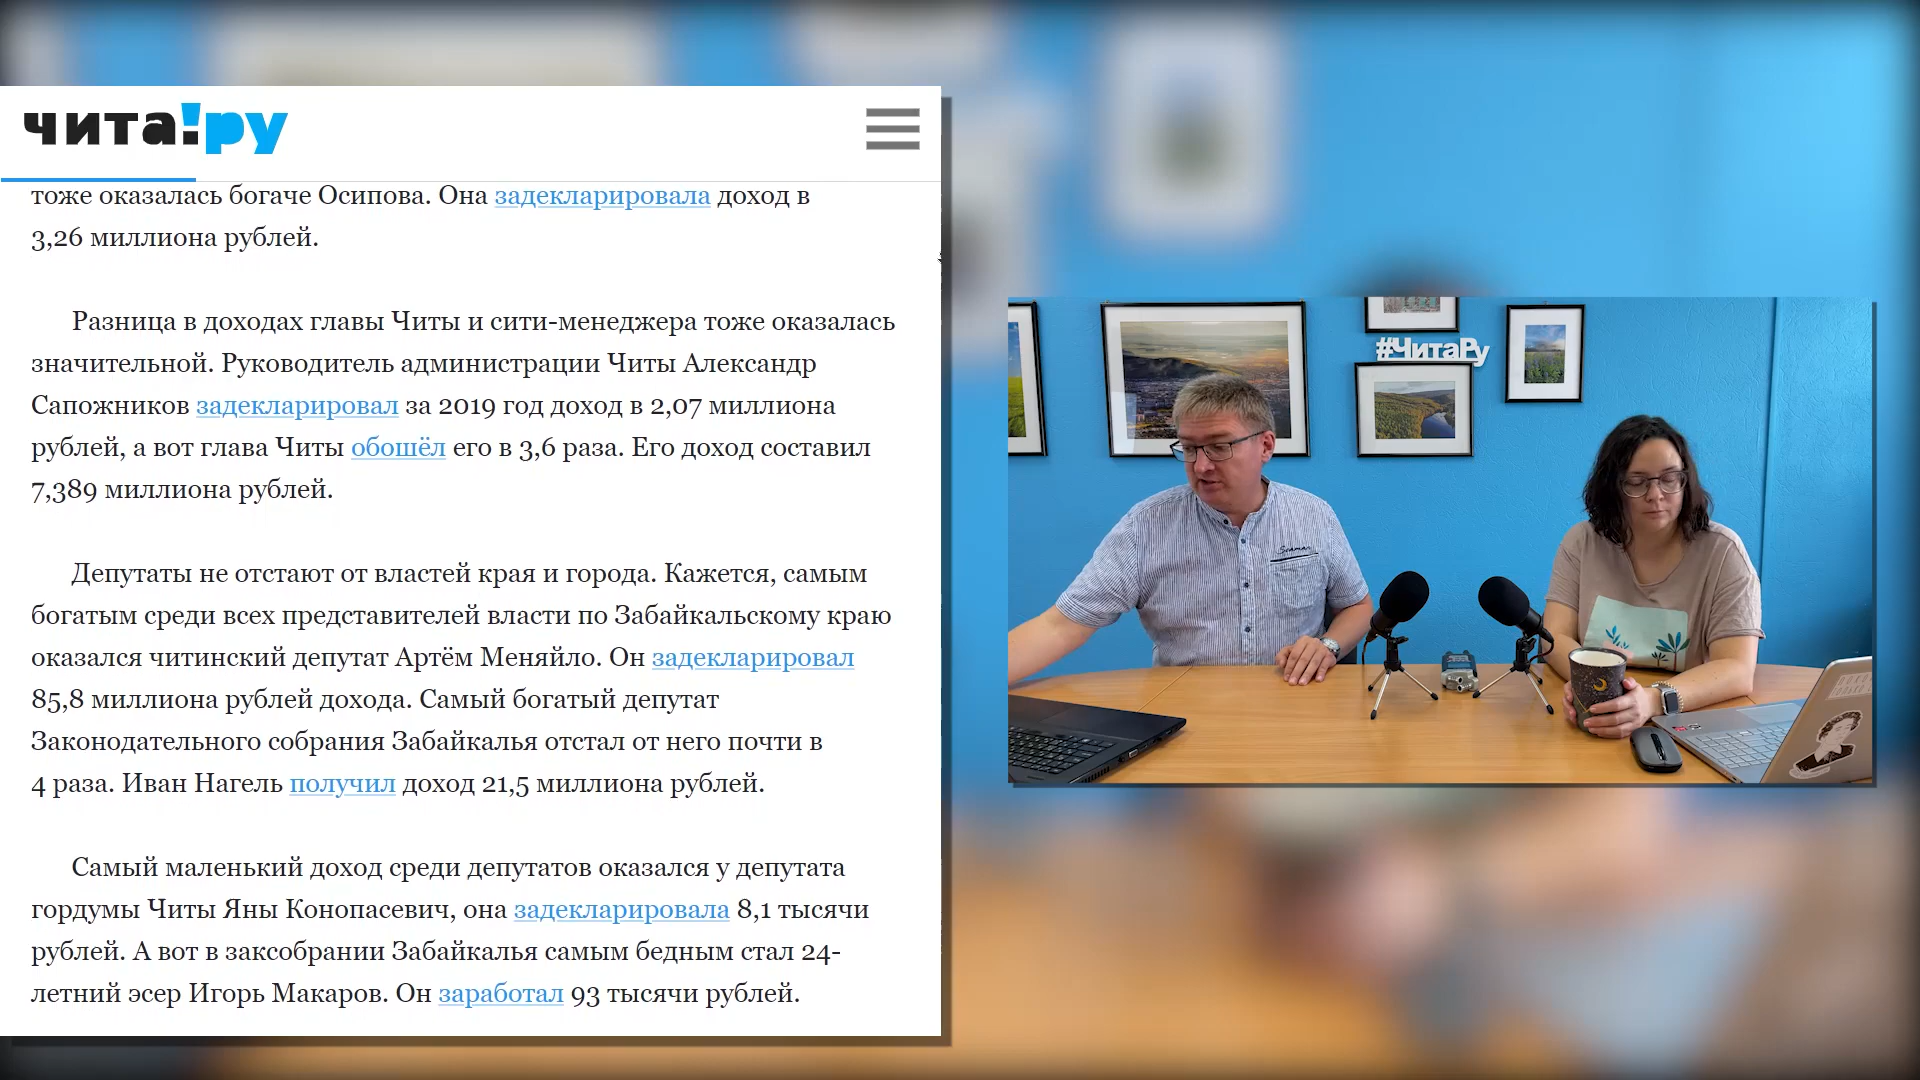 чита!ру
тоже оказалась богаче Осипова. Она задекларировала доход в
3,26 миллиона рублей.
Разница в доходах главы Читы и сити-менеджера тоже оказалась
значительной. Руководитель администрации Читы Александр
Сапожников задекларировал за 2019 год доход в 2,07 миллиона
рублей, а вот глава Читы обошёл его в 3,6 раза. Его доход составил
7,389 миллиона рублей.
Депутаты не отстают от властей края и города. Кажется, самым
богатым среди всех представителей власти по Забайкальскому краю
оказался читинский депутат Артём Меняйло. Он задекларировал
85,8 миллиона рублей дохода. Самый богатый депутат
Законодательного собрания Забайкалья отстал от него почти в
4 раза. Иван Нагель получил доход 21,5 миллиона рублей.
Самый маленький доход среди депутатов оказался у депутата
гордумы Читы Яны Конопасевич, она задекларировала 8,1 тысячи
рублей. А вот в заксобрании Забайкалья самым бедным стал 24-
летний эсер Игорь Макаров. Он заработал 93 тысячи рублей.
#ЧитаРу
Seaman